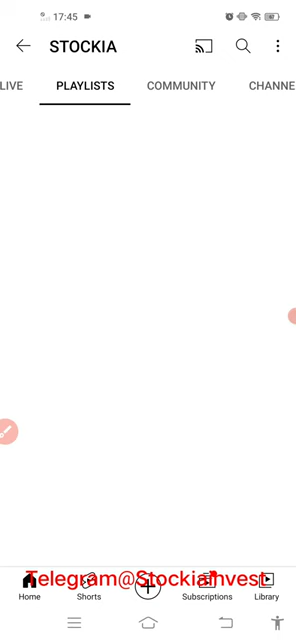 17:45
STOCKIA
LIVE PLAYLISTS COMMUNITY CHANNE
Telegram@Stockiainvest
Home Shorts Subscriptions Library